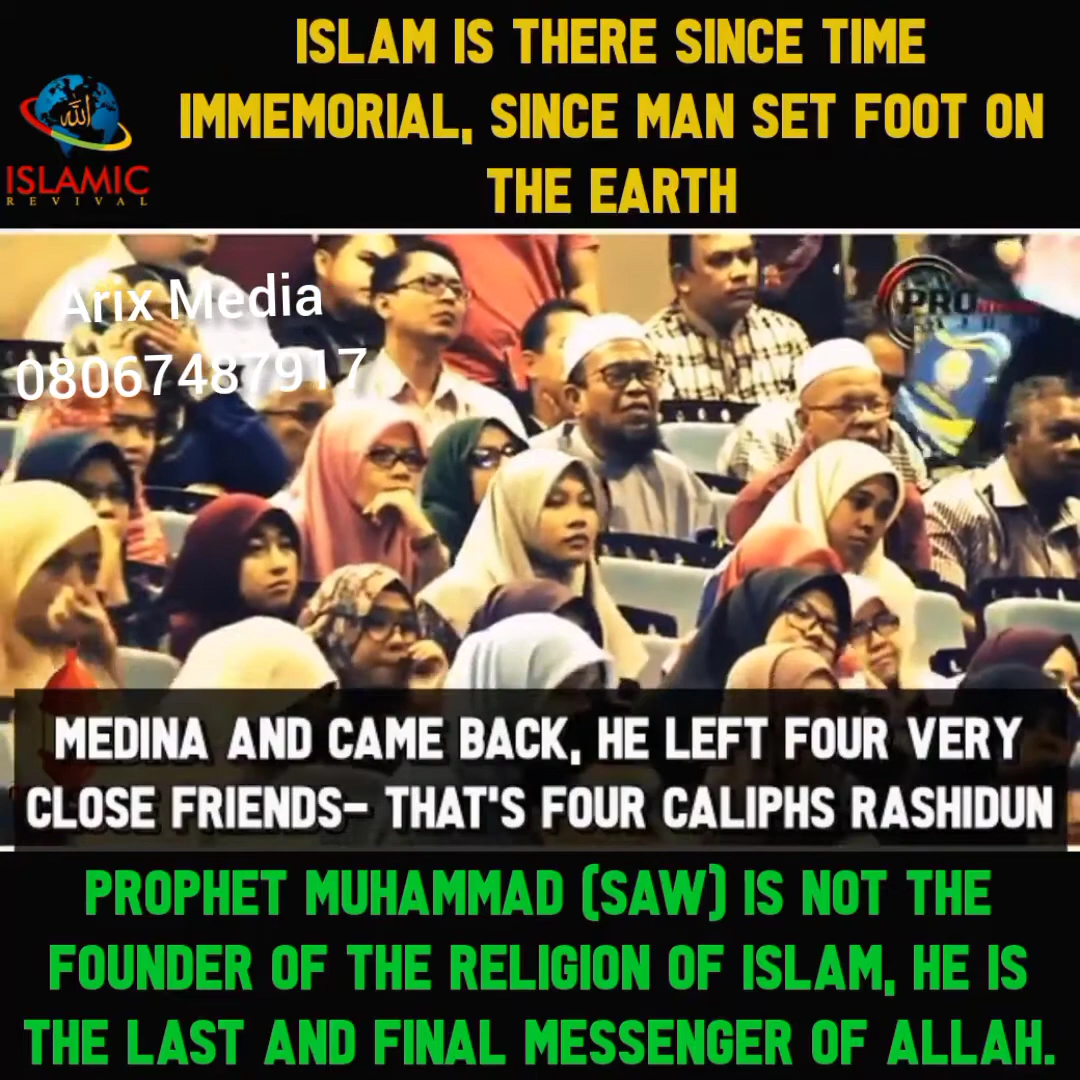 ISLAM IS THERE SINCE TIME
IMMEMORIAL, SINCE MAN SET FOOT ON
THE EARTH
الله
ISLAMIC
REVIVAL
Arix Media
08067487917
PRO
MEDINA AND CAME BACK, HE LEFT FOUR VERY
CLOSE FRIENDS- THAT'S FOUR CALIPHS RASHIDUN
PROPHET MUHAMMAD (SAW) IS NOT THE
FOUNDER OF THE RELIGION OF ISLAM, HE IS
THE LAST AND FINAL MESSENGER OF ALLAH.